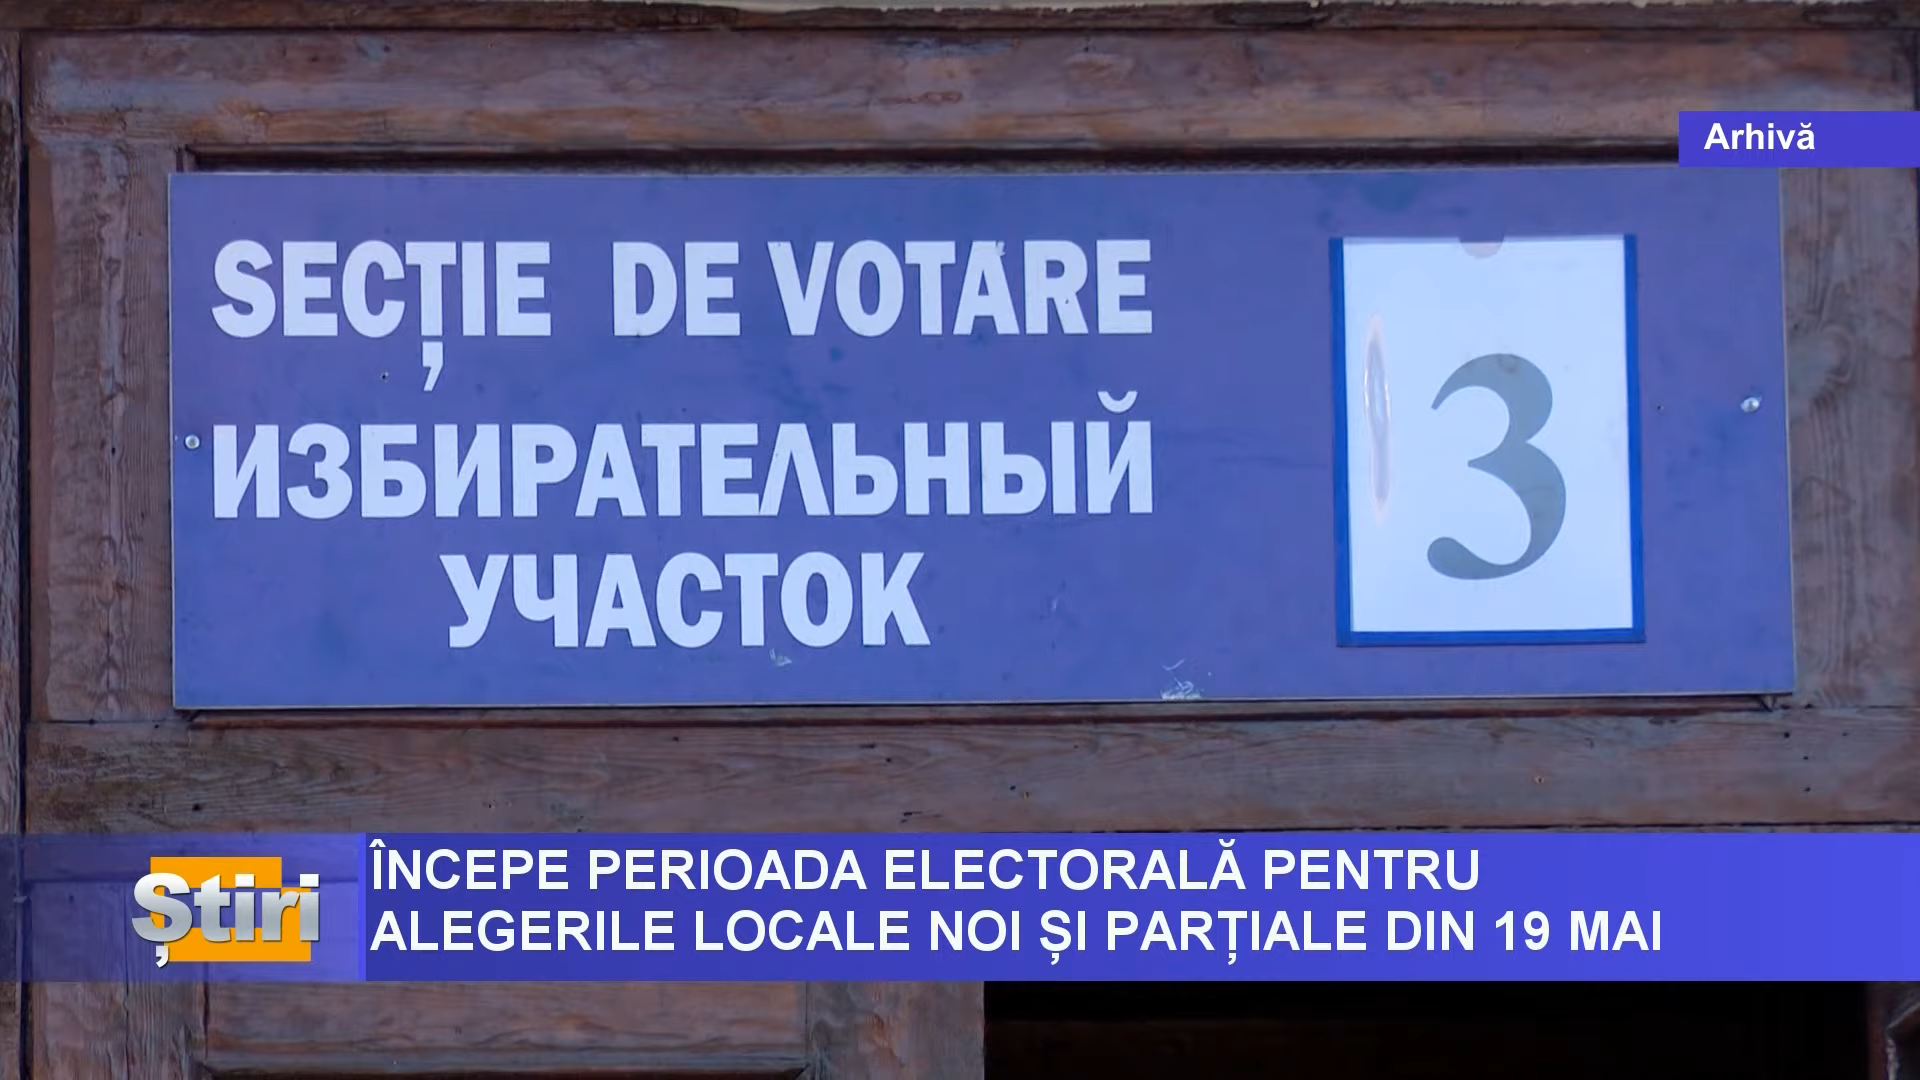 Arhivă
SECȚIE DE VOTARE
ИЗБИРАТЕЛЬНЫЙ
УЧАСТОК
3
Știri
ÎNCEPE PERIOADA ELECTORALĂ PENTRU
ALEGERILE LOCALE NOI ȘI PARȚIALE DIN 19 MAI